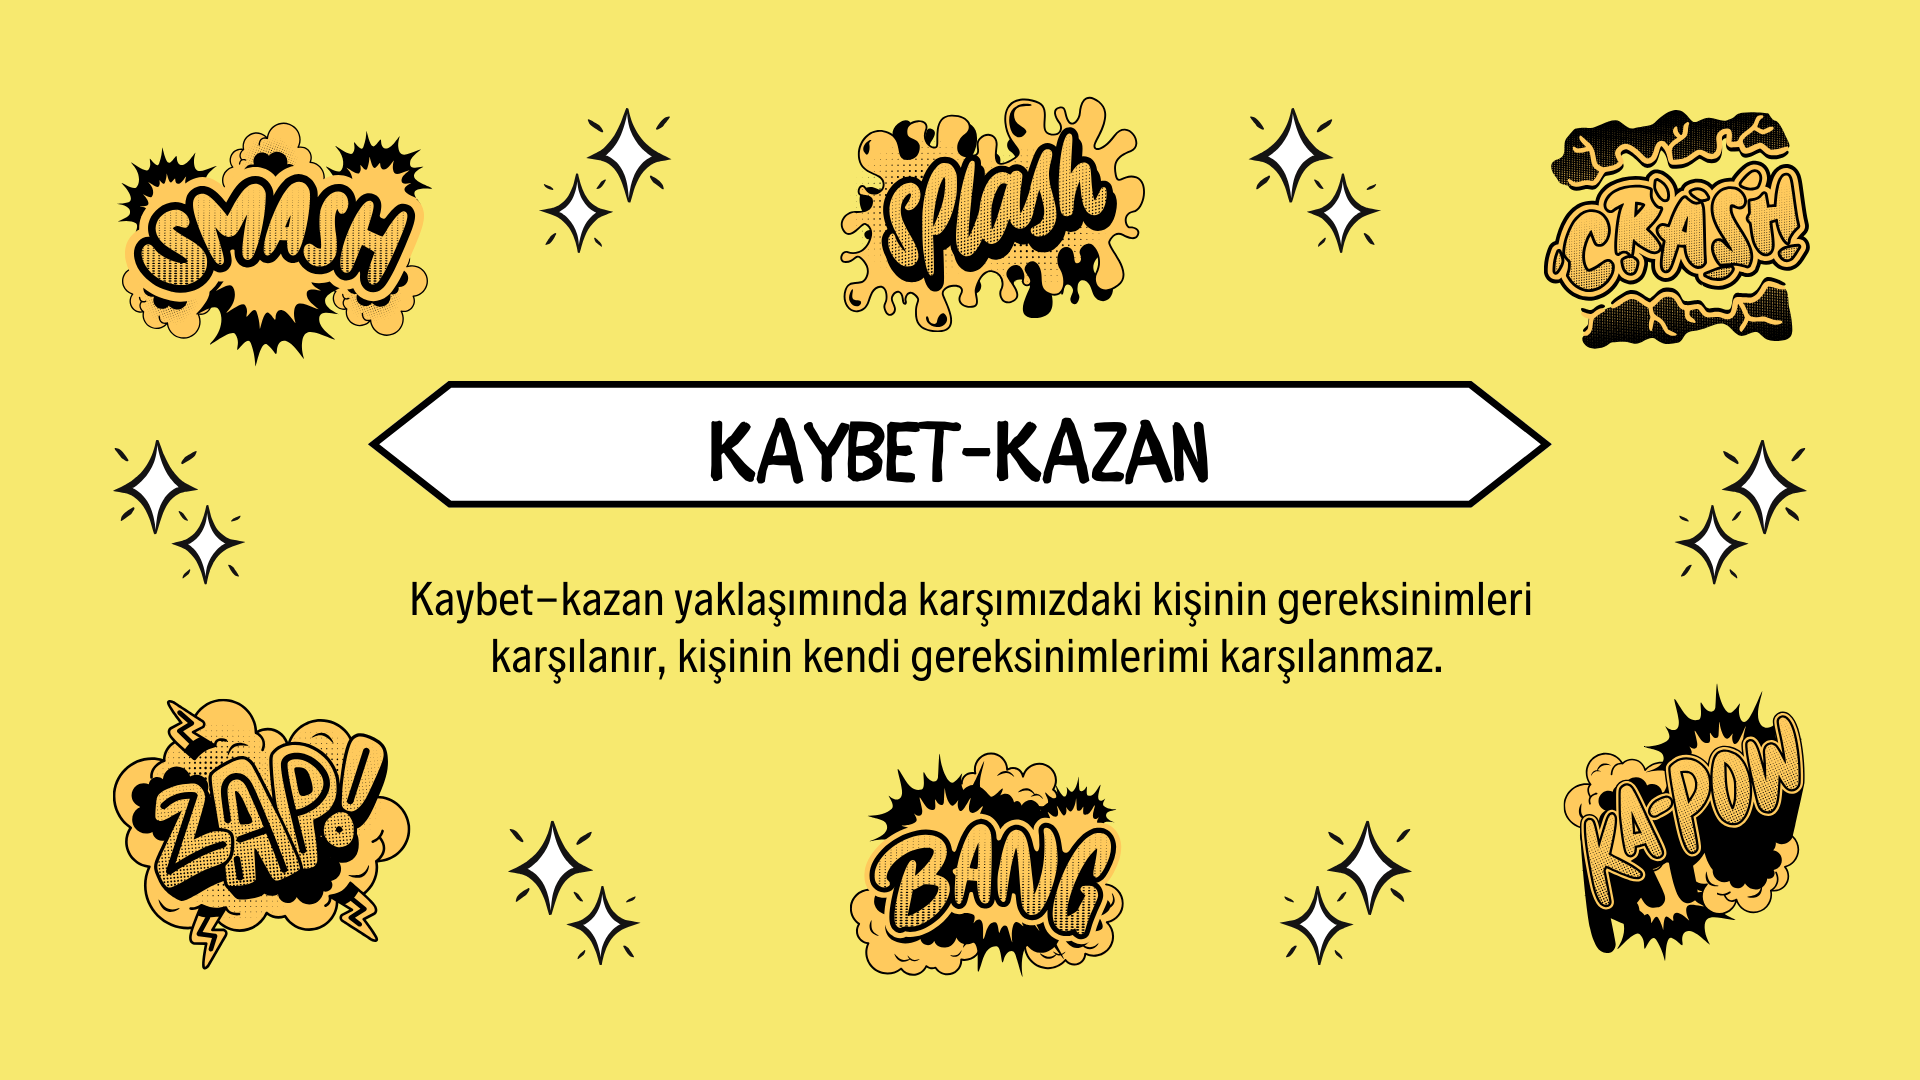 SMASH
SPLASH
CRASH!
KAYBET-KAZAN
Kaybet–kazan yaklaşımında karşımızdaki kişinin gereksinimleri
karşılanır, kişinin kendi gereksinimlerimi karşılanmaz.
ZAP!
BANG
KA-POW